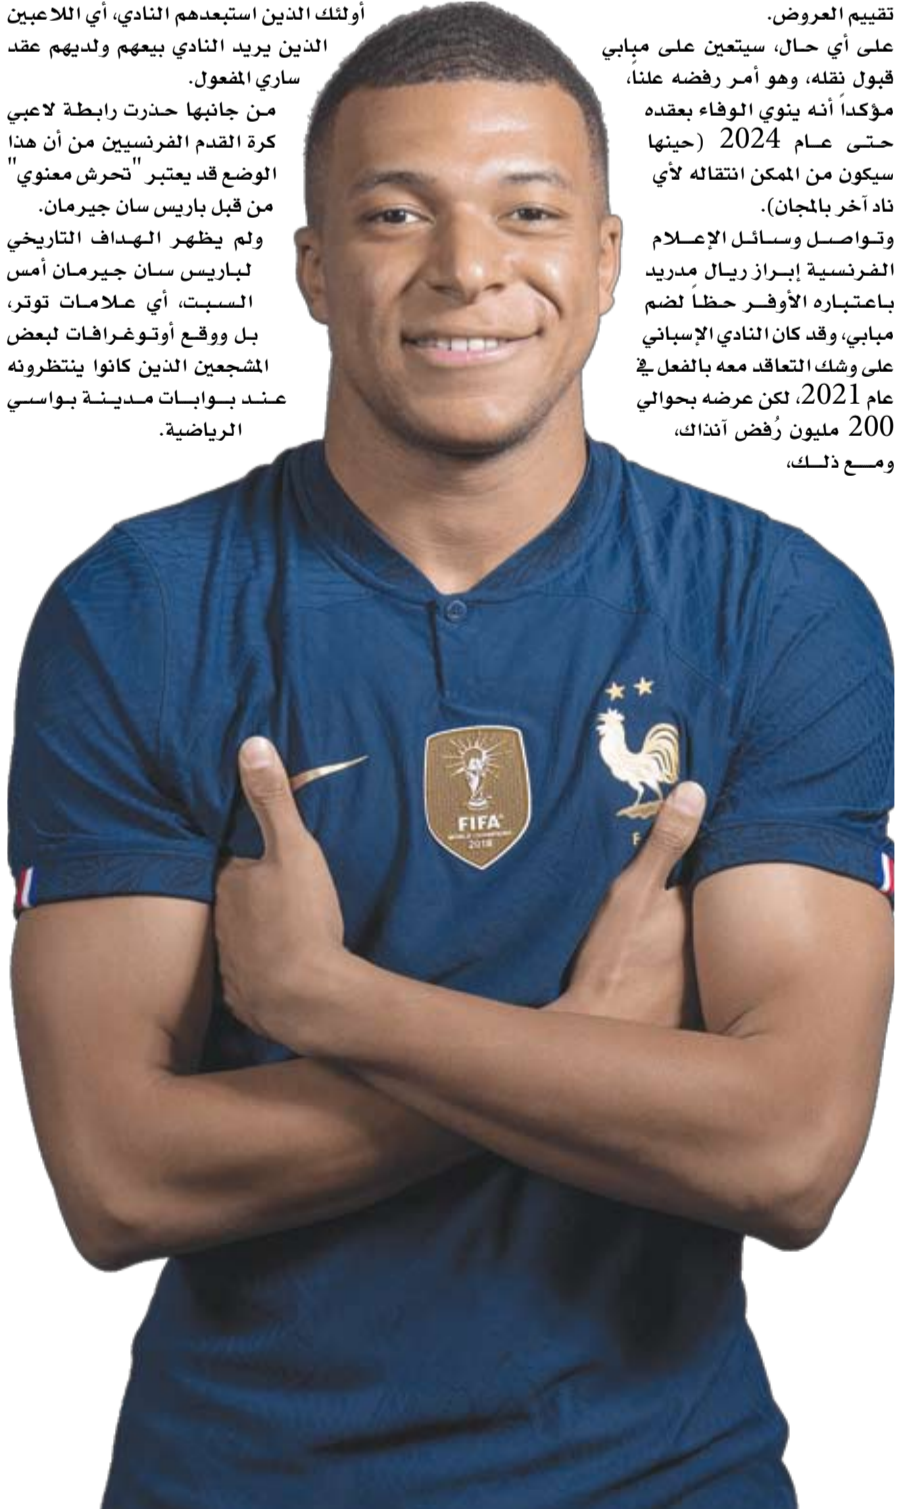 تقييم العروض.
على أي حال، سيتعين على مبابي
قبول نقله، وهو أمر رفضه علناً،
مؤكداً أنه ينوي الوفاء بعقده
حتى عام 2024 (حينها
سيكون من الممكن انتقاله لأي
ناد آخر بالمجان).
وتواصل وسائل الإعلام
الفرنسية إبراز ريال مدريد
باعتباره الأوفر حظاً لضم
مبابي، وقد كان النادي الإسباني
على وشك التعاقد معه بالفعل في
عام 2021، لكن عرضه بحوالي
200 مليون رُفض آنذاك،
ومع ذلك،
أولئك الذين استبعدهم النادي، أي اللاعبين
الذين يريد النادي بيعهم ولديهم عقد
ساري المفعول.
من جانبها حذرت رابطة لاعبي
كرة القدم الفرنسيين من أن هذا
الوضع قد يعتبر "تحرش معنوي"
من قبل باريس سان جيرمان.
ولم يظهر الهداف التاريخي
لباريس سان جيرمان أمس
السبت، أي علامات توتر،
بل ووقع أوتوغرافات لبعض
المشجعين الذين كانوا ينتظرونه
عند بوابات مدينة بواسي
الرياضية.
FIFA
WORLD CHAMPIONS
2018
F